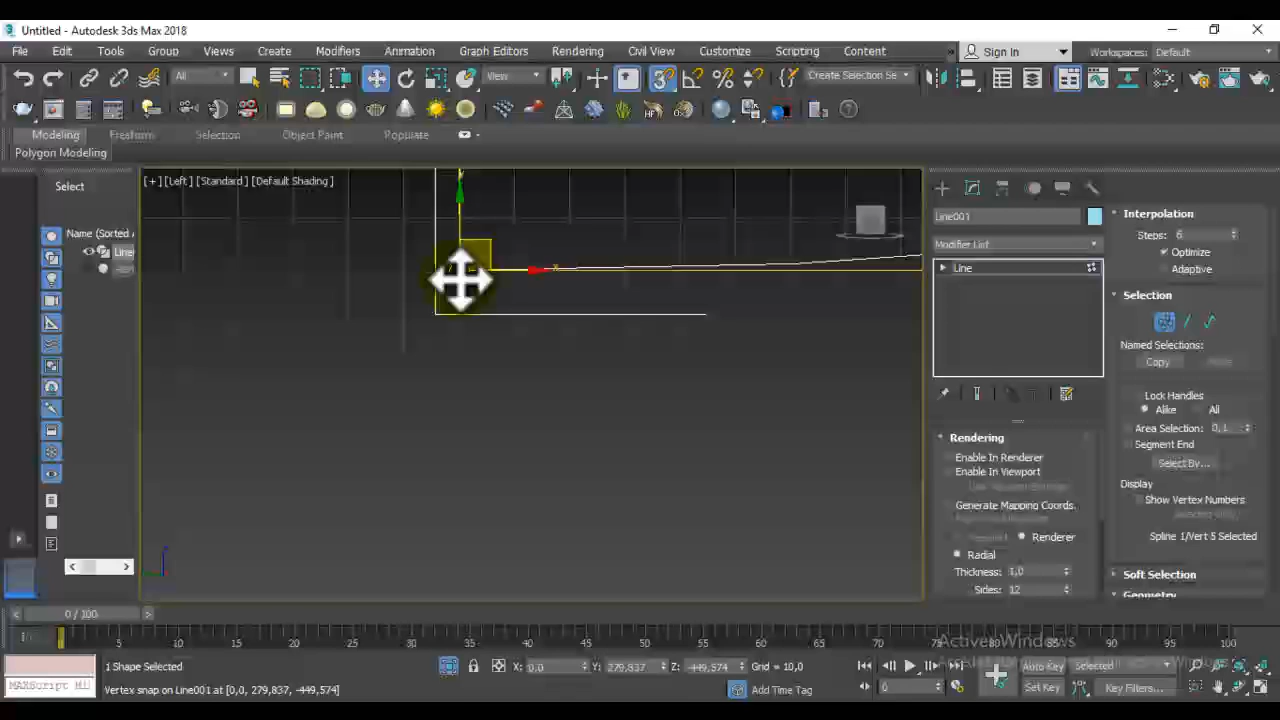 Untitled - Autodesk 3ds Max 2018
File Edit Tools Group Views Create Modifiers Animation Graph Editors Rendering Civil View Customize Scripting Content Sign In Workspaces: Default
All View Create Selection Se
Modeling Freeform Selection Object Paint Populate
Polygon Modeling
Select
[+] [Left] [Standard] [Default Shading]
Name (Sorted A
Line
Line001
Modifier List
Line
Interpolation
Steps: 6
Optimize
Adaptive
Selection
Named Selections:
Copy
Lock Handles
Alike All
Area Selection: 0,1
Segment End
Select By...
Display
Show Vertex Numbers
Spline 1/Vert 5 Selected
Soft Selection
Geometry
Rendering
Enable In Renderer
Enable In Viewport
Generate Mapping Coords.
Renderer
Radial
Thickness: 1,0
Sides: 12
y
x
0 / 100
5 10 15 20 25 30 35 40 45 50 55 60 65 70 75 80 85 90 95 100
Activate Windows
1 Shape Selected
X: 0,0 Y: 279,837 Z: -449,574 Grid = 10,0
Auto Key Selected
MAXScript Mi
Vertex snap on Line001 at [0,0, 279,837, -449,574]
Add Time Tag
0
Set Key Key Filters...